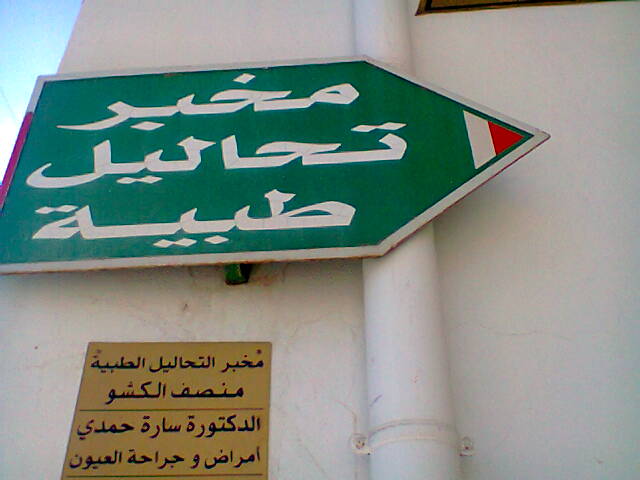 مخبر
تحاليل
طبية
مخبر التحاليل الطبية
منصف الكشو
الدكتورة سارة حمدي
أمراض و جراحة العيون